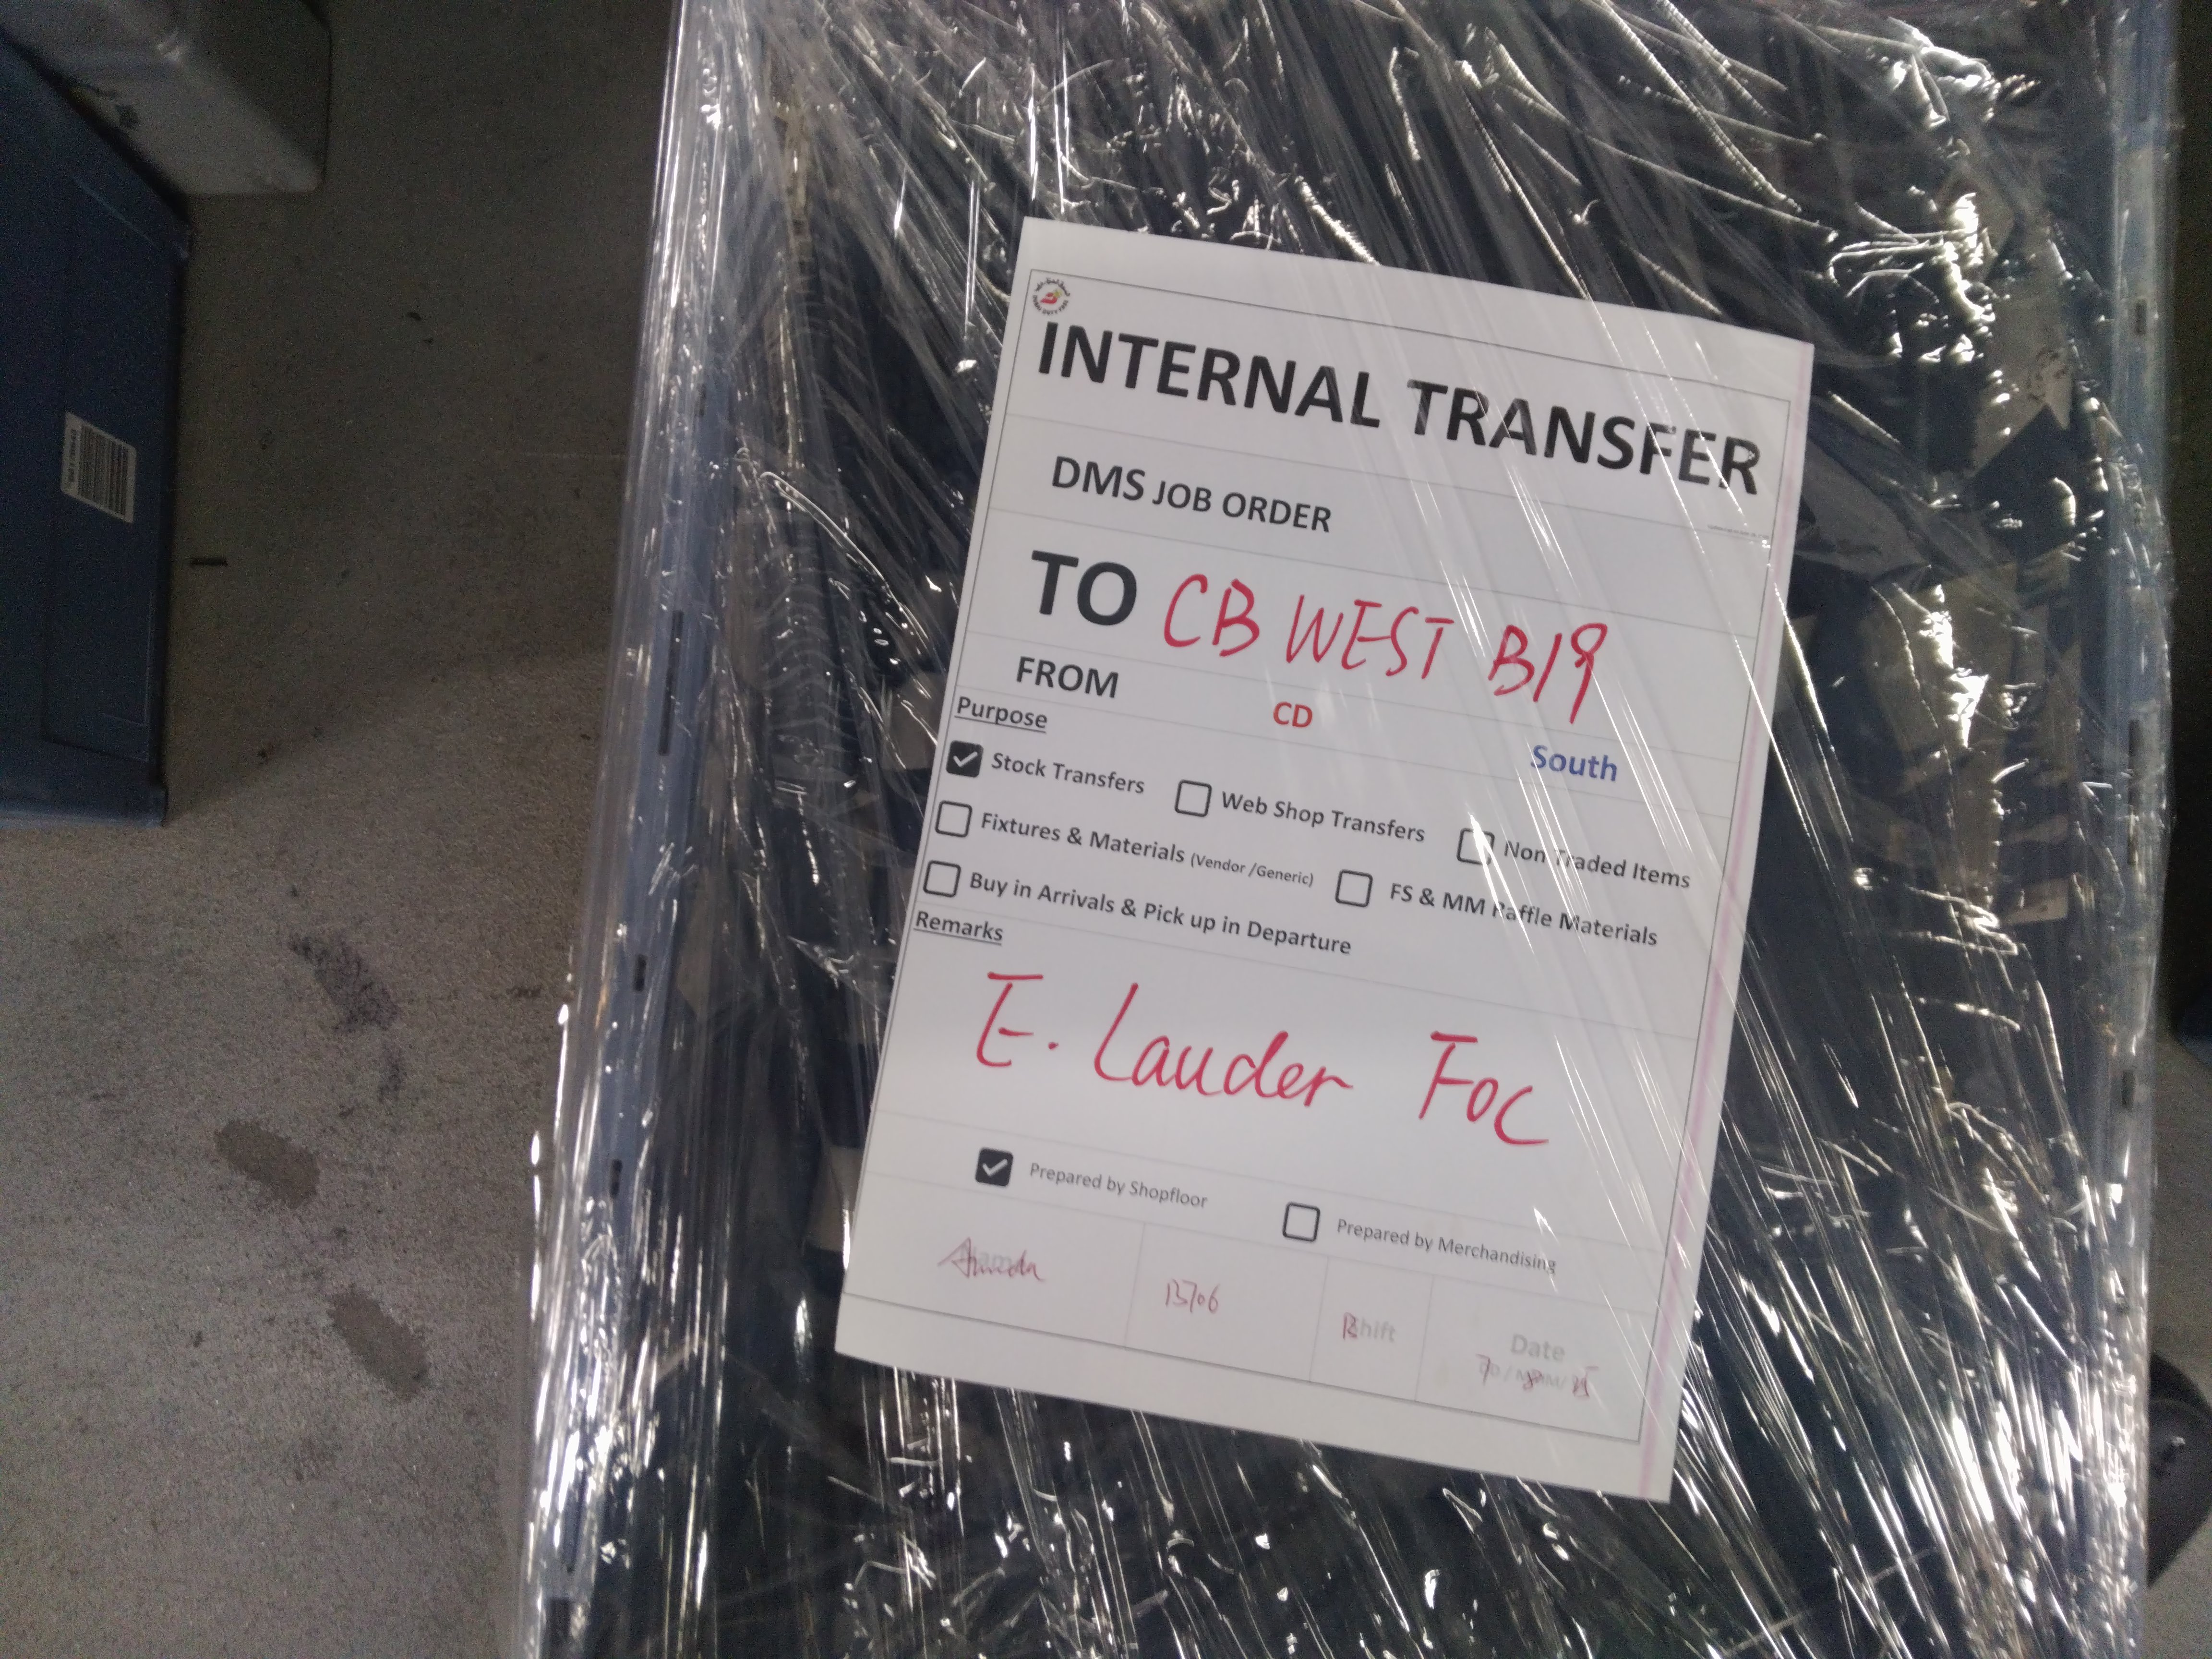 INTERNAL TRANSFER
DMS JOB ORDER
TO CB WEST B19
FROM CD South
Purpose
Stock Transfers Web Shop Transfers Non Traded Items
Fixtures & Materials (Vendor /Generic) FS & MM Raffle Materials
Buy in Arrivals & Pick up in Departure
Remarks
E. Lauder FOC
Prepared by Shopfloor Prepared by Merchandising
B706 Shift Date